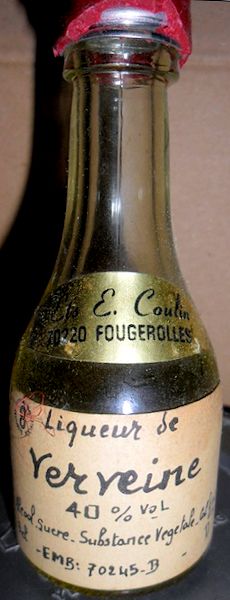 E. Coulin
70220 FOUGEROLLES
Liqueur de
Verveine
40 % Vol
Sucre. Substance Vegetale.
-EMB: 70245-B -